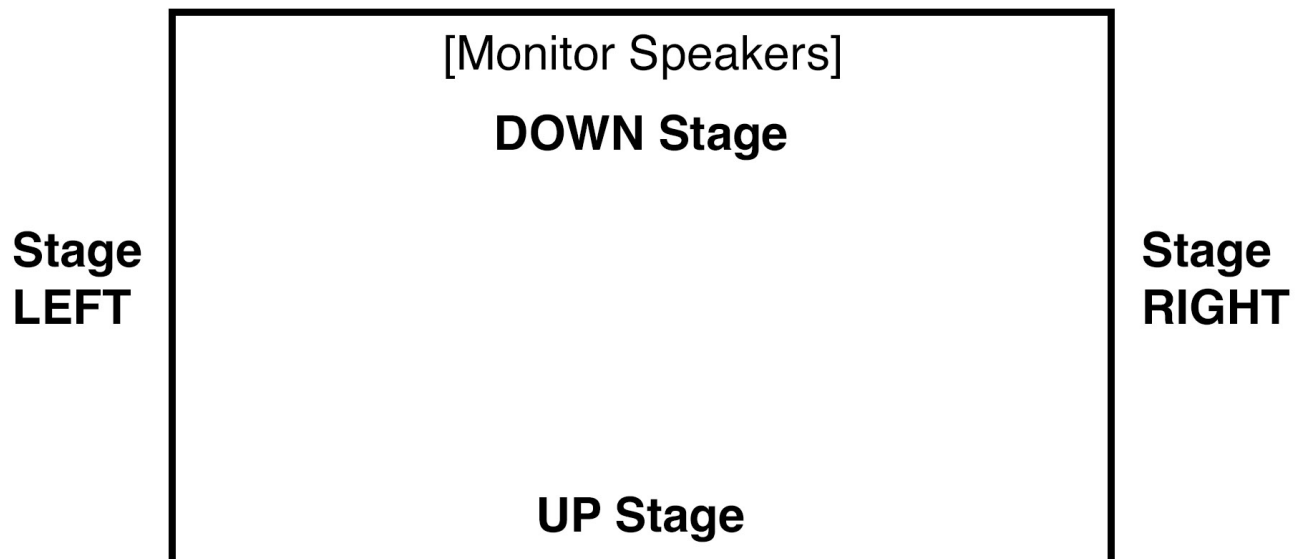 [Monitor Speakers]
DOWN Stage
Stage
LEFT
Stage
RIGHT
UP Stage